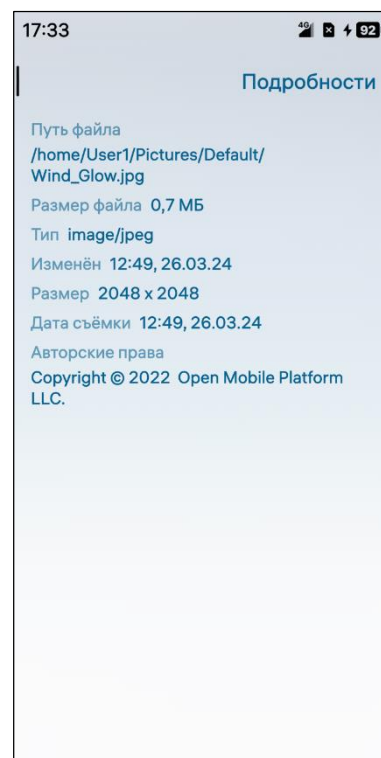 17:33 4G 92
Подробности
Путь файла
/home/User1/Pictures/Default/
Wind_Glow.jpg
Размер файла 0,7 МБ
Тип image/jpeg
Изменён 12:49, 26.03.24
Размер 2048 x 2048
Дата съёмки 12:49, 26.03.24
Авторские права
Copyright © 2022 Open Mobile Platform
LLC.